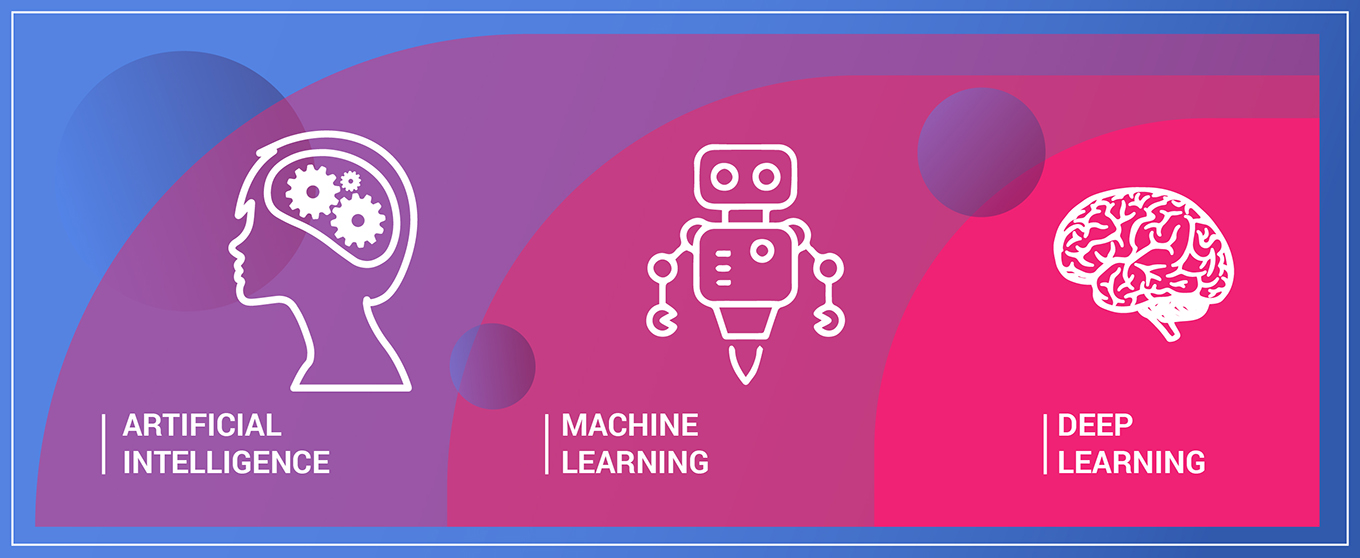 ARTIFICIAL
INTELLIGENCE
MACHINE
LEARNING
DEEP
LEARNING